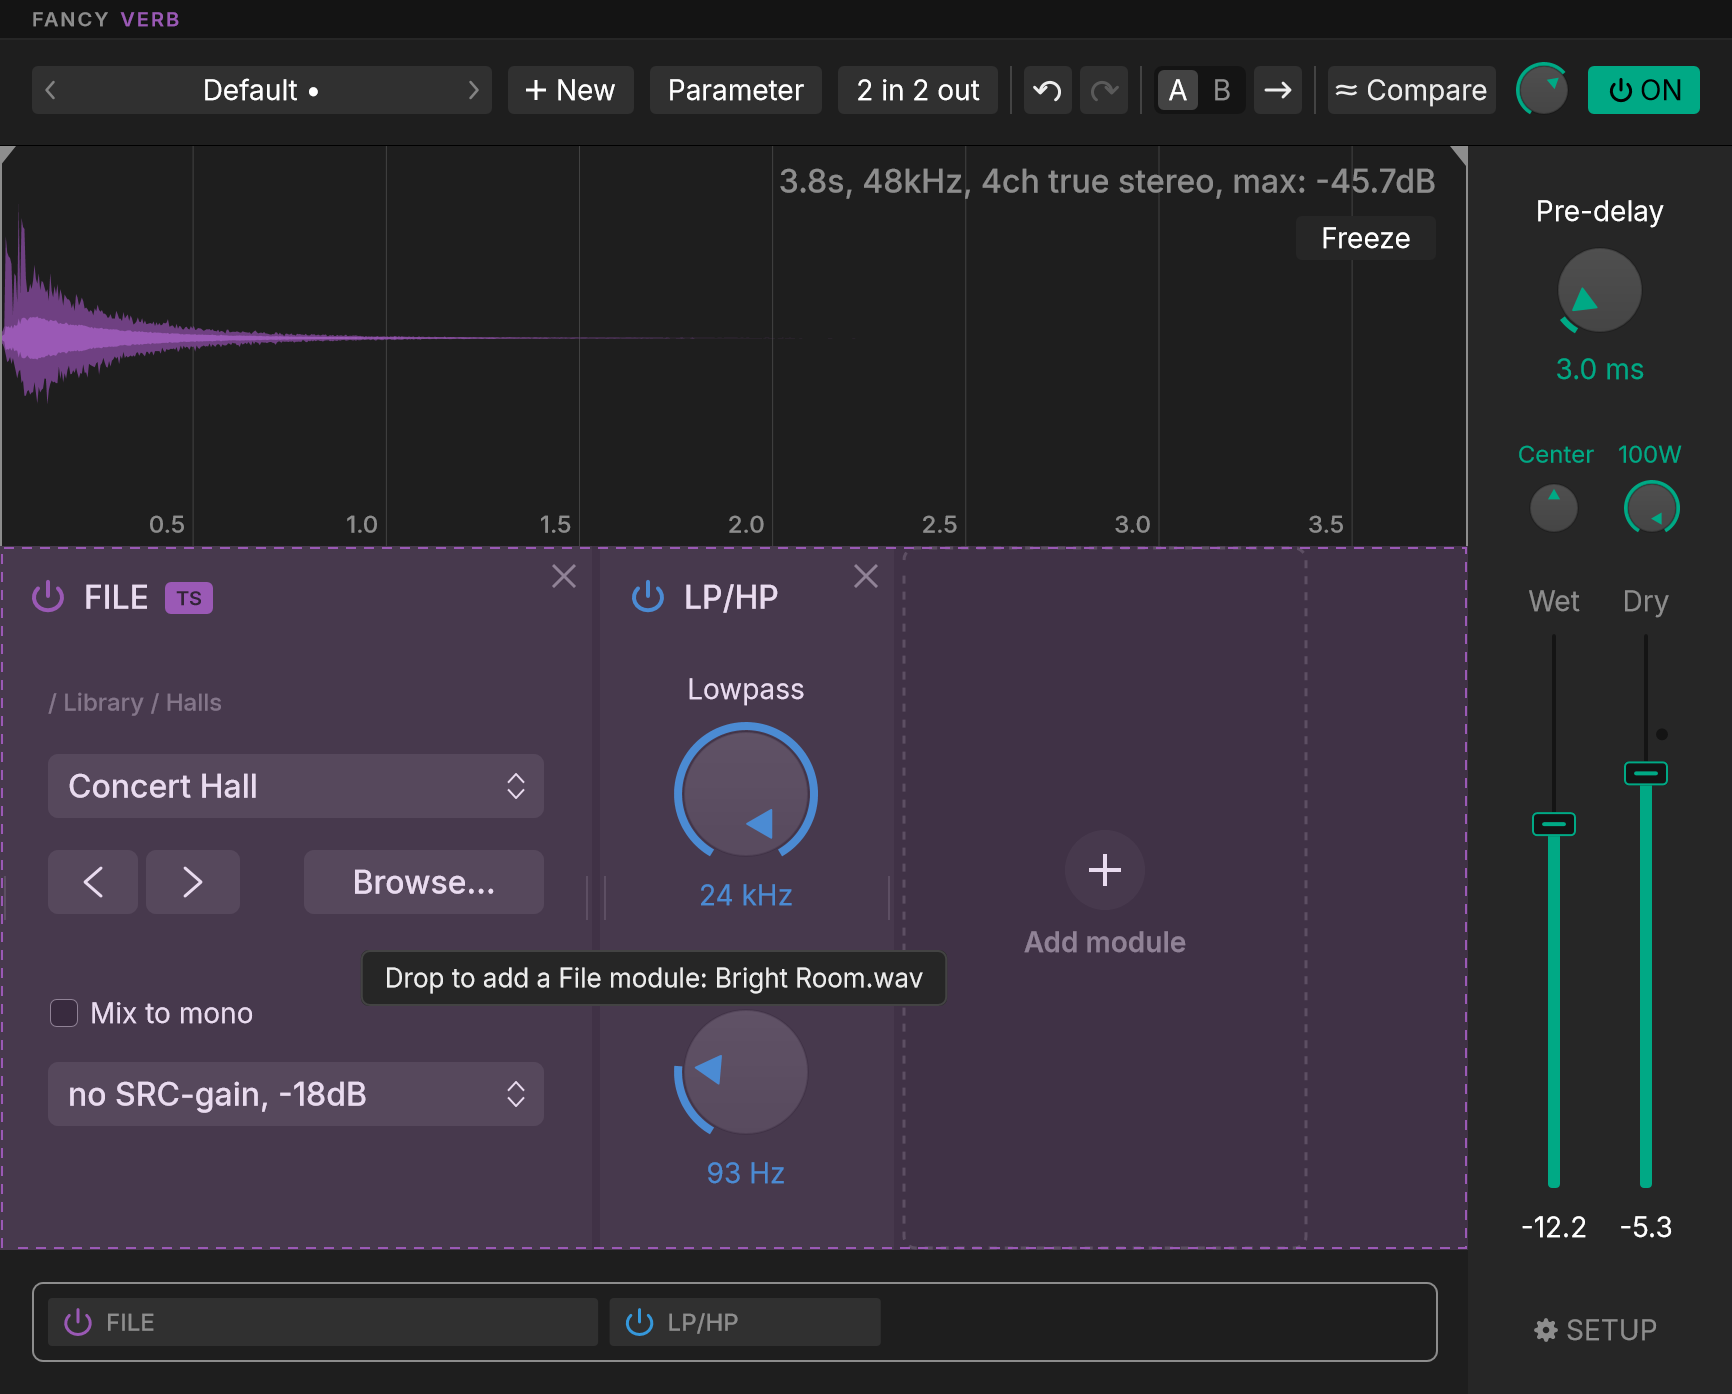 FANCY VERB
Default •
+ New
Parameter
2 in 2 out
A B
≈ Compare
ON
3.8s, 48kHz, 4ch true stereo, max: -45.7dB
Freeze
0.5 1.0 1.5 2.0 2.5 3.0 3.5
Pre-delay
3.0 ms
Center 100W
Wet Dry
-12.2 -5.3
SETUP
FILE TS
/ Library / Halls
Concert Hall
Browse...
Mix to mono
no SRC-gain, -18dB
LP/HP
Lowpass
24 kHz
Drop to add a File module: Bright Room.wav
93 Hz
Add module
FILE
LP/HP